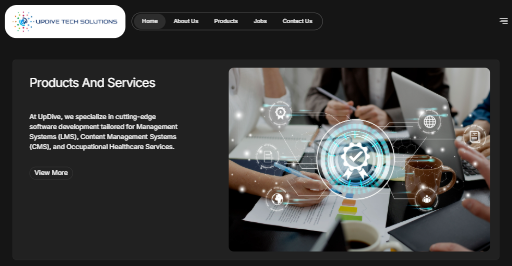 UPDIVE TECH SOLUTIONS
Home About Us Products Jobs Contact Us
Products And Services
At UpDive, we specialize in cutting-edge
software development tailored for Management
Systems (LMS), Content Management Systems
(CMS), and Occupational Healthcare Services.
View More